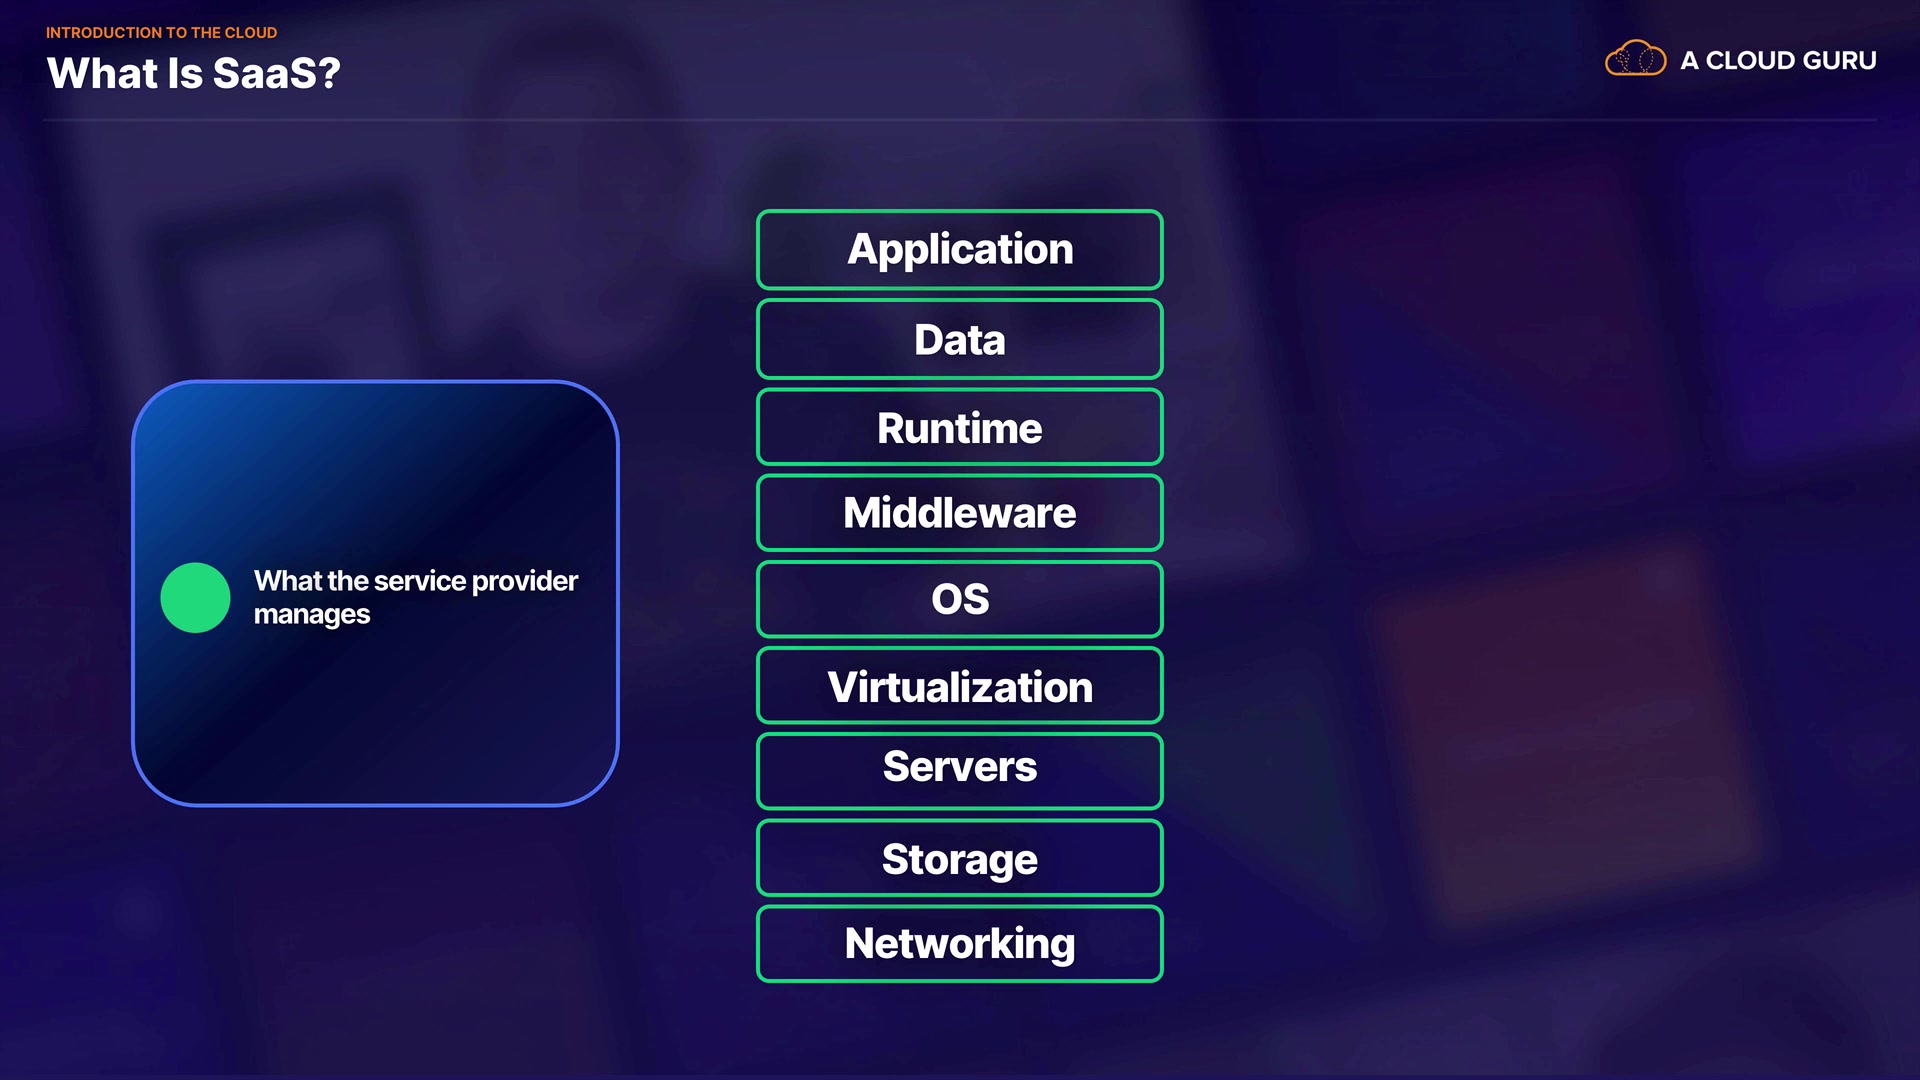 INTRODUCTION TO THE CLOUD
What Is SaaS?
A CLOUD GURU
Application
Data
Runtime
Middleware
OS
Virtualization
Servers
Storage
Networking
What the service provider
manages